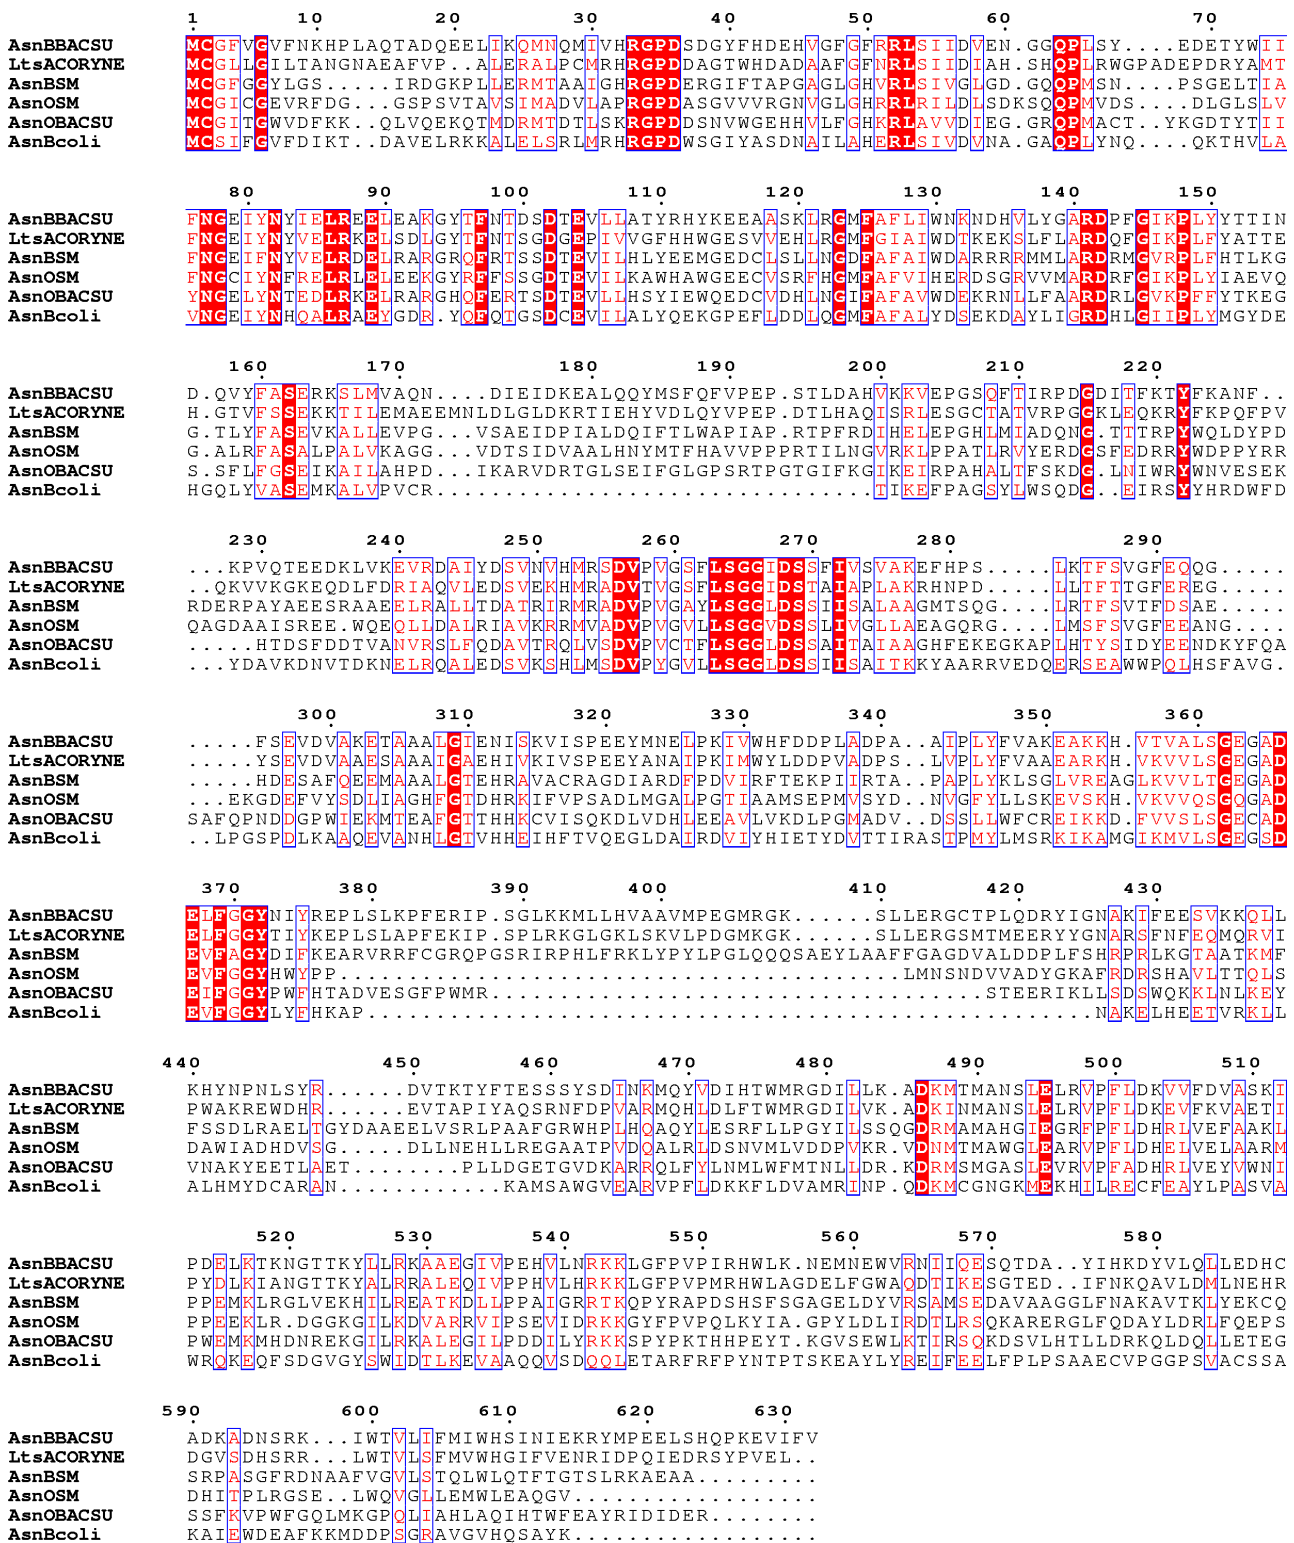 1 10 20 30 40 50 60 70
AsnBBACSU MCGFVGVFNKHPLAQTADQEELIKQMNQMIVHRGPDSDGYFHDEHVGFGFRRLSIIDVEN.GGQPLSY....EDETYWII
LtsACORYNE MCGLLGILTANGNAEAFVP..ALERALPCMRHRGPDDAGTWHDADAAFGFNRLSIIDIAH.SHQPLRWGPADEPDRYAMT
AsnBSM MCGFGGYLGS.....IRDGKPLLERMTAAIGHRGPDERGIFTAPGAGLGHVRLSIVGLGD.GQQPMSN....PSGELTIA
AsnOSM MCGICGEVRFDG...GSPSVTAVSIMADVLAPRGPDASGVVVRGNVGLGHRRLRILDLSDKSQQPMVDS....DLGLSLV
AsnOBACSU MCGITGWVDFKK..QLVQEKQTMDRMTDTLSKRGPDDSNVWGEHHVLFGHKRLAVVDIEG.GRQPMACT..YKGDTYTII
AsnBcoli MCSIFGVFDIKT..DAVELRKKALELSRLMRHRGPDWSGIYASDNAILAHERLSIVDVNA.GAQPLYNQ....QKTHVLA
80 90 100 110 120 130 140 150
AsnBBACSU FNGEIYNYIELREELEAKGYTFNTDSDTEVLLATYRHYKEEAASKLRGMFAFLIWNKNDHVLYGARDPFGIKPLYYTTIN
LtsACORYNE FNGEIYNYVELRKELSDLGYTFNTSGDGEPIVVGFHHWGESVVEHLRGMFGIAIWDTKEKSLFLARDQFGIKPLFYATTE
AsnBSM FNGEIFNYVELRDELRARGRQFRTSSDTEVILHLYEEMGEDCLSLLNGDFAFAIWDARRRRMMLARDRMGVRPLFHTLKG
AsnOSM FNGCIYNFRELRLELEEKGYRFFSSGDTEVILKAWHAWGEECVSRFHGMFAFVIHERDSGRVVMARDRFGIKPLYIAEVQ
AsnOBACSU YNGELYNTEDLRKELRARGHQFERTSDTEVLLHSYIEWQEDCVDHLNGIFAFAVWDEKRNLLFAARDRLGVKPFFYTKEG
AsnBcoli VNGEIYNHQALRAEYGDR.YQFQTGSDCEVILALYQEKGPEFLDDLQGMFAFALYDSEKDAYLIGRDHLGIIPLYMGYDE
160 170 180 190 200 210 220
AsnBBACSU D.QVYFASERKSLMVAQN....DIEIDKEALQQYMSFQFVPEP.STLDAHVKKVEPGSQFTIRPDGDITFKTYFKANF..
LtsACORYNE H.GTVFSSEKKTILEMAEEMNLDLGLDKRTIEHYVDLQYVPEP.DTLHAQISRLESGCTATVRPGGKLEQKRYFKPQFPV
AsnBSM G.TLYFASEVKALLEVPG...VSAEIDPIALDQIFTLWAPIAP.RTPFRDIHELEPGHLMIADQNG.TTTRPYWQLDYPD
AsnOSM G.ALRFASALPALVKAGG...VDTSIDVAALHNYMTFHAVVPPPRTILNGVRKLPPATLRVYERDGSFEDRRYWDPPYRR
AsnOBACSU S.SFLFGSEIKAILAHPD...IKARVDRTGLSEIFGLGPSRTPGTGIFKGIKEIRPAHALTFSKDG.LNIWRYWNVESEK
AsnBcoli HGQLYVASEMKALVPVCR................................TIKEFPAGSYLWSQDG..EIRSYYHRDWFD
230 240 250 260 270 280 290
AsnBBACSU ...KPVQTEEDKLVKEVRDAIYDSVNVHMRSDVPVGSFLSGGIDSSFIVSVAKEFHPS.....LKTFSVGFEQQG.....
LtsACORYNE ..QKVVKGKEQDLFDRIAQVLEDSVEKHMRADVTVGSFLSGGIDSTAIAPLAKRHNPD.....LLTFTTGFEREG.....
AsnBSM RDERPAYAEESRAAEELRALLTDATRIRMRADVPVGAYLSGGLDSSIISALAAGMTSQG....LRTFSVTFDSAE.....
AsnOSM QAGDAAISREE.WQEQLLDALRIAVKRRMVADVPVGVLLSGGVDSSLIVGLLAEAGQRG....LMSFSVGFEEANG....
AsnOBACSU .....HTDSFDDTVANVRSLFQDAVTRQLVSDVPVCTFLSGGLDSSAITAIAAGHFEKEGKAPLHTYSIDYEENDKYFQA
AsnBcoli ...YDAVKDNVTDKNELRQALEDSVKSHLMSDVPYGVLLSGGLDSSIISAITKKYAARRVEDQERSEAWWPQLHSFAVG.
300 310 320 330 340 350 360
AsnBBACSU .....FSEVDVAKETAAALGIENISKVISPEEYMNELPKIVWHFDDPLADPA..AIPLYFVAKEAKKH.VTVALSGEGAD
LtsACORYNE .....YSEVDVAAESAAAIGAEHIVKIVSPEEYANAIPKIMWYLDDPVADPS..LVPLYFVAAEARKH.VKVVLSGEGAD
AsnBSM .....HDESAFQEEMAAALGTEHRAVACRAGDIARDFPDVIRFTEKPIIRTA..PAPLYKLSGLVREAGLKVVLTGEGAD
AsnOSM ...EKGDEFVYSDLIAGHFGTDHRKIFVPSADLMGALPGTIAAMSEPMVSYD..NVGFYLLSKEVSKH.VKVVQSGQGAD
AsnOBACSU SAFQPNDDGPWIEKMTEAFGTTHHKCVISQKDLVDHLEEAVLVKDLPGMADV..DSSLLWFCREIKKD.FVVSLSGECAD
AsnBcoli ..LPGSPDLKAAQEVANHLGTVHHEIHFTVQEGLDAIRDVIYHIETYDVTTIRASTPMYLMSRKIKAMGIKMVLSGEGSD
370 380 390 400 410 420 430
AsnBBACSU ELFGGYNIYREPLSLKPFERIP.SGLKKMLLHVAAVMPEGMRGK......SLLERGCTPLQDRYIGNAKIFEESVKKQLL
LtsACORYNE ELFGGYTIYKEPLSLAPFEKIP.SPLRKGLGKLSKVLPDGMKGK......SLLERGSMTMEERYYGNARSFNFEQMQRVI
AsnBSM EVFAGYDIFKEARVRRFCGRQPGSRIRPHLFRKLYPYLPGLQQQSAEYLAAFFGAGDVALDDPLFSHRPRLKGTAATKMF
AsnOSM EVFGGYHWYPP.........................................LMNSNDVVADYGKAFRDRSHAVLTTQLS
AsnOBACSU EIFGGYPWFHTADVESGFPWMR....................................STEERIKLLSDSWQKKLNLKEY
AsnBcoli EVFGGYLYFHKAP.....................................................NAKELHEETVRKLL
440 450 460 470 480 490 500 510
AsnBBACSU KHYNPNLSYR......DVTKTYFTESSSYSDINKMQYVDIHTWMRGDILLK.ADKMTMANSLELRVPFLDKVVFDVASKI
LtsACORYNE PWAKREWDHR......EVTAPIYAQSRNFDPVARMQHLDLFTWMRGDILVK.ADKINMANSLELRVPFLDKEVFKVAETI
AsnBSM FSSDLRAELTGYDAAEELVSRLPAAFGRWHPLHQAQYLESRFLLPGYILSSQGDRMAMAHGIEGRFPFLDHRLVEFAAKL
AsnOSM DAWIADHDVSG.....DLLNEHLLREGAATPVDQALRLDSNVMLVDDPVKR.VDNMTMAWGLEARVPFLDHELVELAARM
AsnOBACSU VNAKYEETLAET........PLLDGETGVDKARRQLFYLNMLWFMTNLLDR.KDRMSMGASLEVRVPFADHRLVEYVWNI
AsnBcoli ALHMYDCARAN............KAMSAWGVEARVPFLDKKFLDVAMRINP.QDKMCGNGKMEKHILRECFEAYLPASVA
520 530 540 550 560 570 580
AsnBBACSU PDELKTKNGTTKYLLRKAAEGIVPEHVLNRKKLGFPVPIRHWLK.NEMNEWVRNIIQESQTDA..YIHKDYVLQLLEDHC
LtsACORYNE PYDLKIANGTTKYALRRALEQIVPPHVLHRKKLGFPVPMRHWLAGDELFGWAQDTIKESGTED..IFNKQAVLDMLNEHR
AsnBSM PPEMKLRGLVEKHILREATKDLLPPAIGRRTKQPYRAPDSHSFSGAGELDYVRSAMSEDAVAAGGLFNAKAVTKLYEKCQ
AsnOSM PPEEKLR.DGGKGILKDVARRVIPSEVIDRKKGYFPVPQLKYIA.GPYLDLIRDTLRSQKARERGLFQDAYLDRLFQEPS
AsnOBACSU PWEMKMHDNREKGILRKALEGILPDDILYRKKSPYPKTHHPEYT.KGVSEWLKTIRSQKDSVLHTLLDRKQLDQLLETEG
AsnBcoli WRQKEQFSDGVGYSWIDTLKEVAAQQVSDQQLETARFRFPYNTPTSKEAYLYREIFEELFPLPSAAECVPGGPSVACSSA
590 600 610 620 630
AsnBBACSU ADKADNSRK...IWTVLIFMIWHSINIEKRYMPEELSHQPKEVIFV
LtsACORYNE DGVSDHSRR...LWTVLSFMVWHGIFVENRIDPQIEDRSYPVEL..
AsnBSM SRPASGFRDNAAFVGVLSTQLWLQTFTGTSLRKAEAA.........
AsnOSM DHITPLRGSE..LWQVGLLEMWLEAQGV..................
AsnOBACSU SSFKVPWFGQLMKGPQLIAHLAQIHTWFEAYRIDIDER........
AsnBcoli KAIEWDEAFKKMDDPSGRAVGVHQSAYK..................